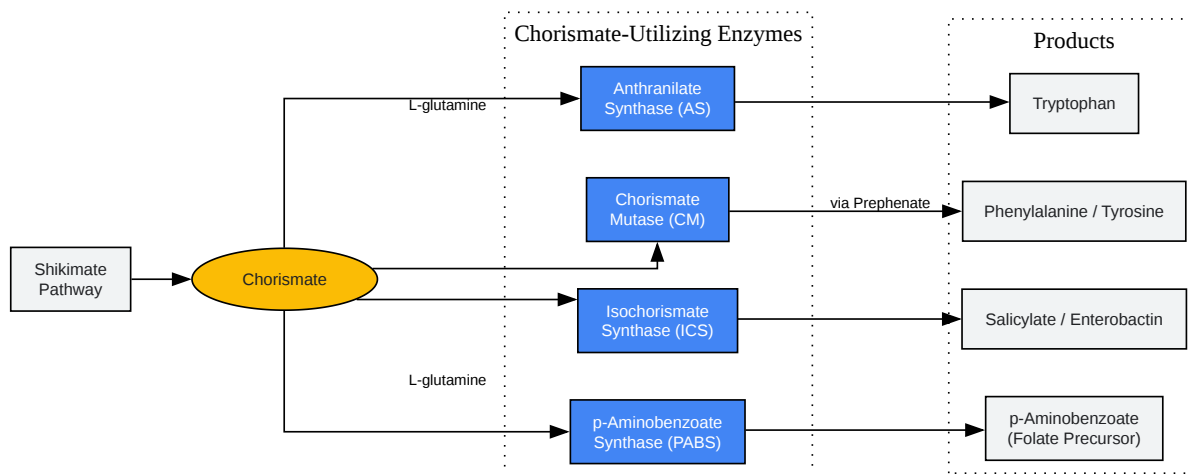 Chorismate-Utilizing Enzymes
Products
L-glutamine
Anthranilate
Synthase (AS)
Tryptophan
Chorismate
Mutase (CM)
via Prephenate
Phenylalanine / Tyrosine
Shikimate
Pathway
Chorismate
Isochorismate
Synthase (ICS)
Salicylate / Enterobactin
L-glutamine
p-Aminobenzoate
Synthase (PABS)
p-Aminobenzoate
(Folate Precursor)